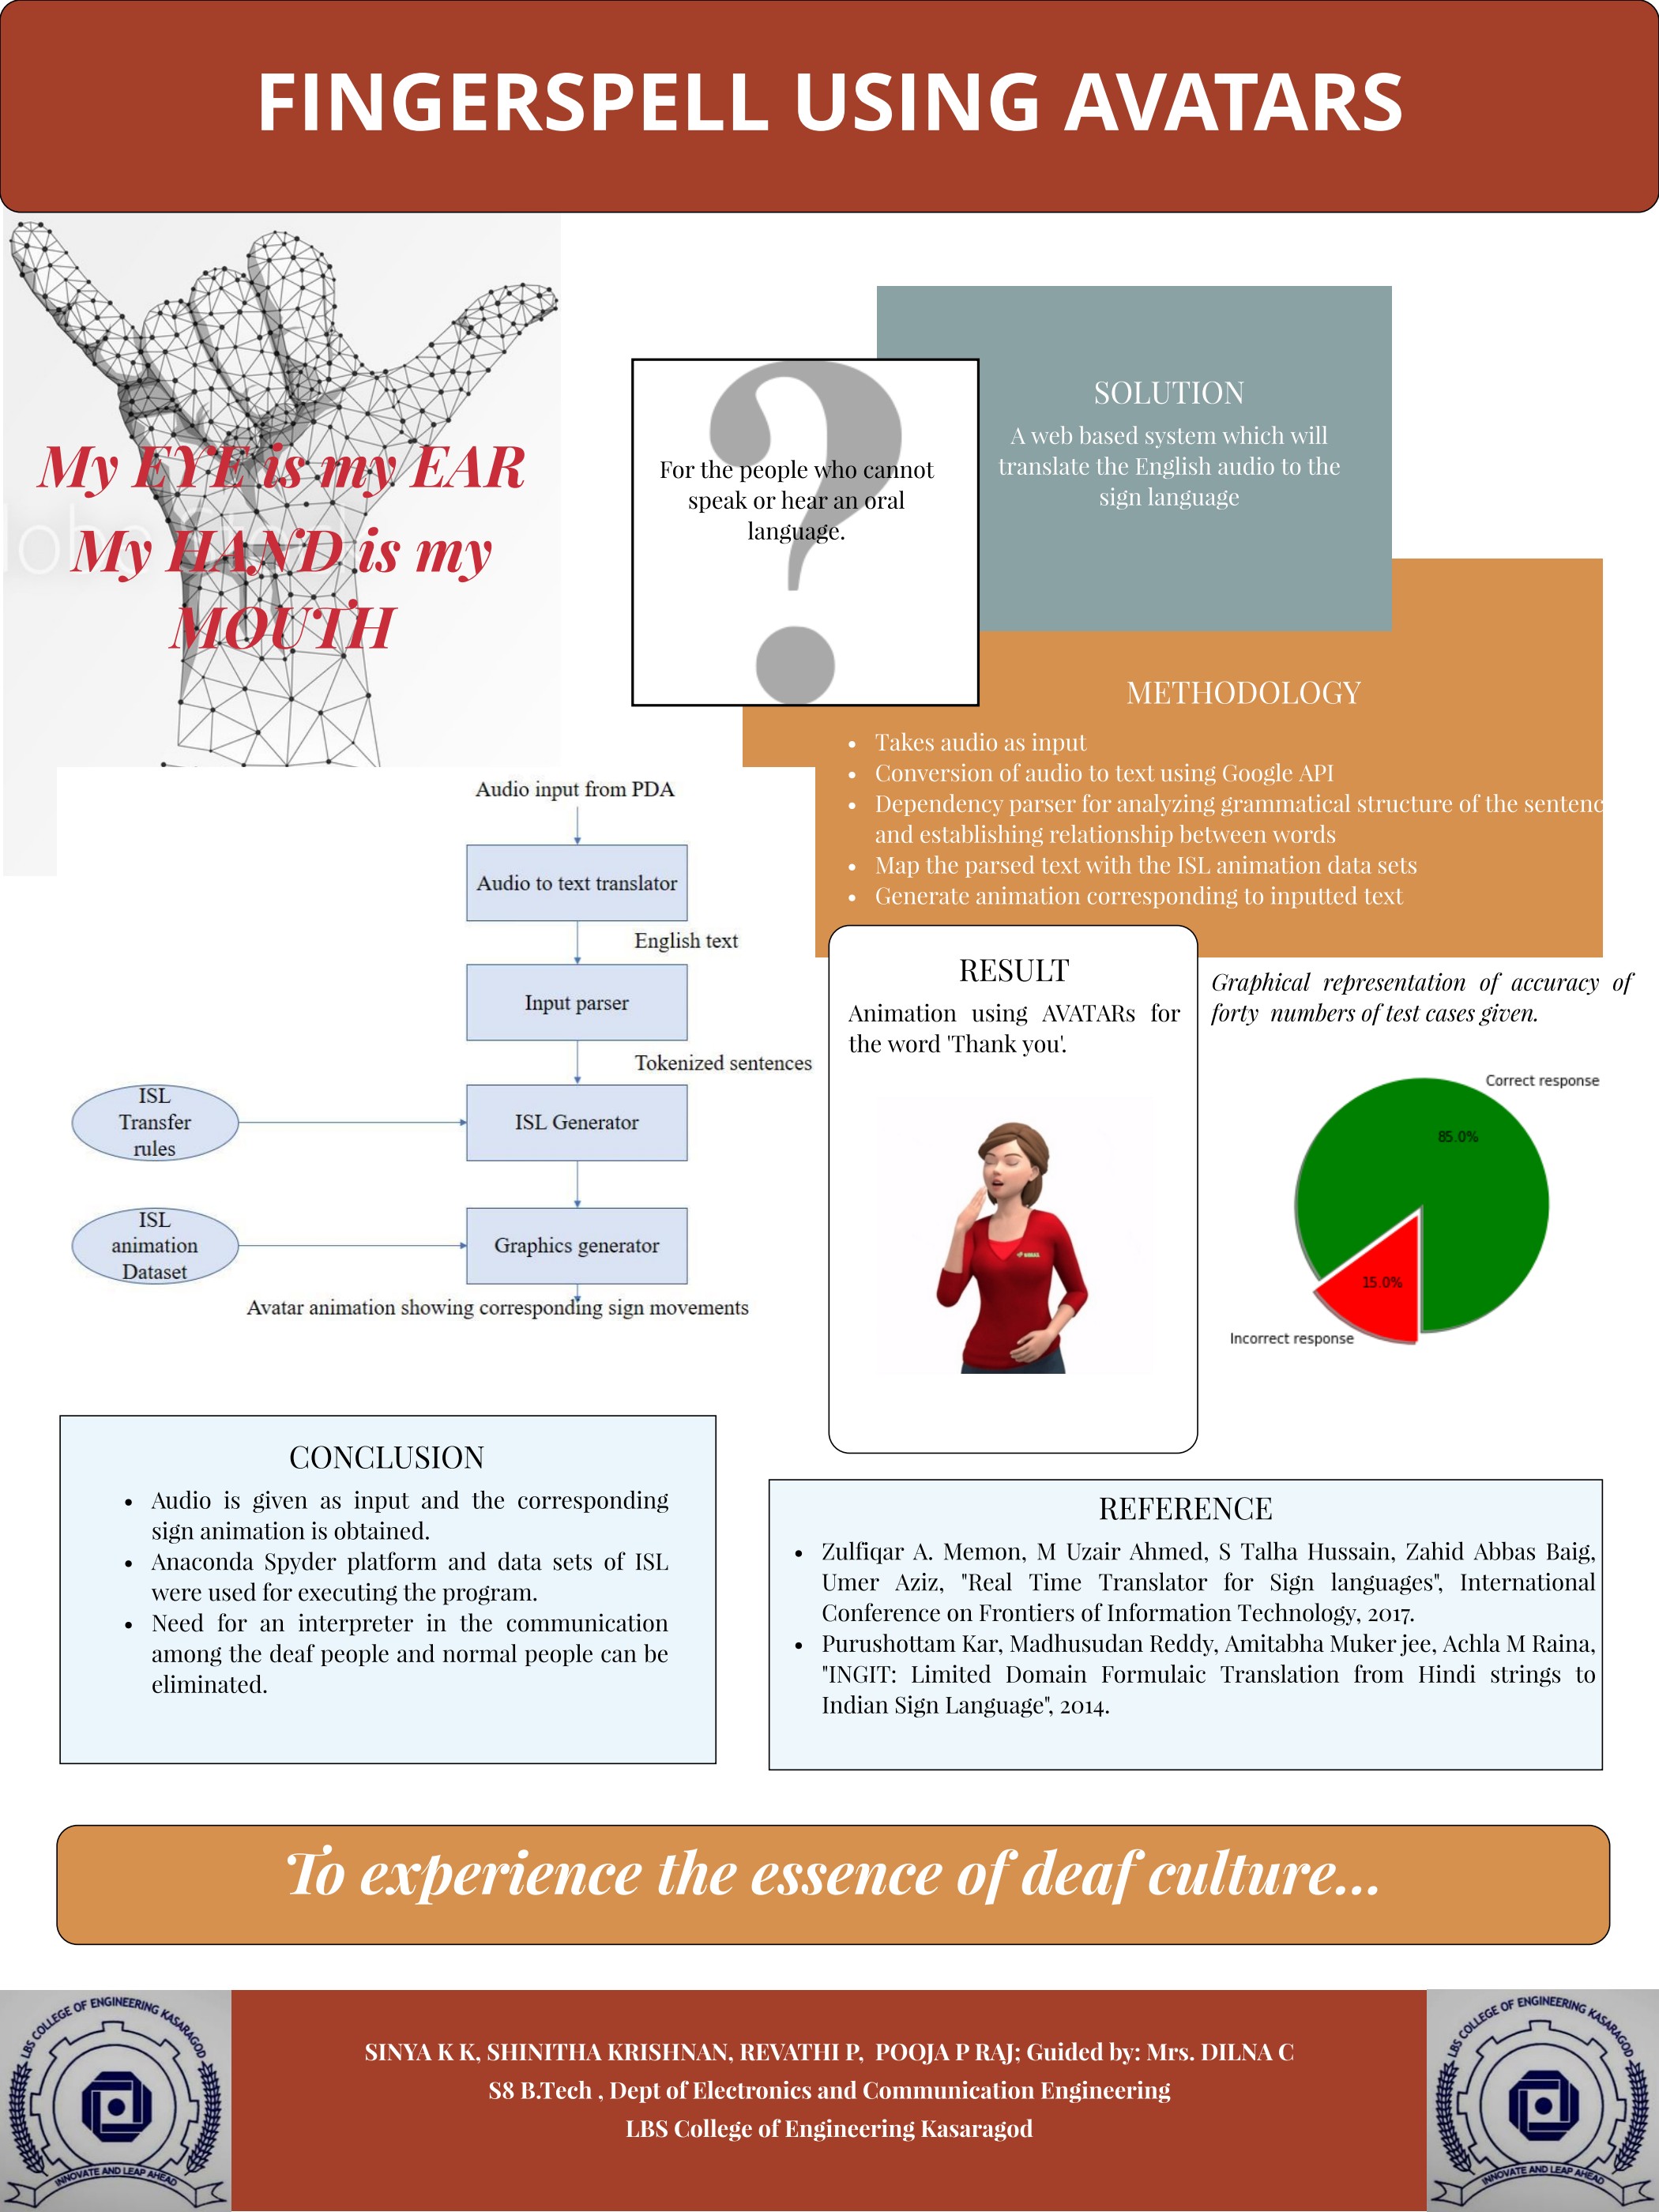 FINGERSPELL USING AVATARS
My EYE is my EAR
My HAND is my
MOUTH
For the people who cannot
speak or hear an oral
language.
SOLUTION
A web based system which will
translate the English audio to the
sign language
METHODOLOGY
• Takes audio as input
• Conversion of audio to text using Google API
• Dependency parser for analyzing grammatical structure of the sentenc
and establishing relationship between words
• Map the parsed text with the ISL animation data sets
• Generate animation corresponding to inputted text
Audio input from PDA
Audio to text translator
English text
Input parser
Tokenized sentences
ISL
Transfer
rules
ISL Generator
ISL
animation
Dataset
Graphics generator
Avatar animation showing corresponding sign movements
RESULT
Animation using AVATARs for
the word 'Thank you'.
Graphical representation of accuracy of
forty numbers of test cases given.
Correct response
85.0%
15.0%
Incorrect response
CONCLUSION
• Audio is given as input and the corresponding
sign animation is obtained.
• Anaconda Spyder platform and data sets of ISL
were used for executing the program.
• Need for an interpreter in the communication
among the deaf people and normal people can be
eliminated.
REFERENCE
• Zulfiqar A. Memon, M Uzair Ahmed, S Talha Hussain, Zahid Abbas Baig,
Umer Aziz, "Real Time Translator for Sign languages", International
Conference on Frontiers of Information Technology, 2017.
• Purushottam Kar, Madhusudan Reddy, Amitabha Muker jee, Achla M Raina,
"INGIT: Limited Domain Formulaic Translation from Hindi strings to
Indian Sign Language", 2014.
To experience the essence of deaf culture...
LBS COLLEGE OF ENGINEERING KASARAGOD
INNOVATE AND LEAP AHEAD
SINYA K K, SHINITHA KRISHNAN, REVATHI P, POOJA P RAJ; Guided by: Mrs. DILNA C
S8 B.Tech , Dept of Electronics and Communication Engineering
LBS College of Engineering Kasaragod
LBS COLLEGE OF ENGINEERING KASARAGOD
INNOVATE AND LEAP AHEAD